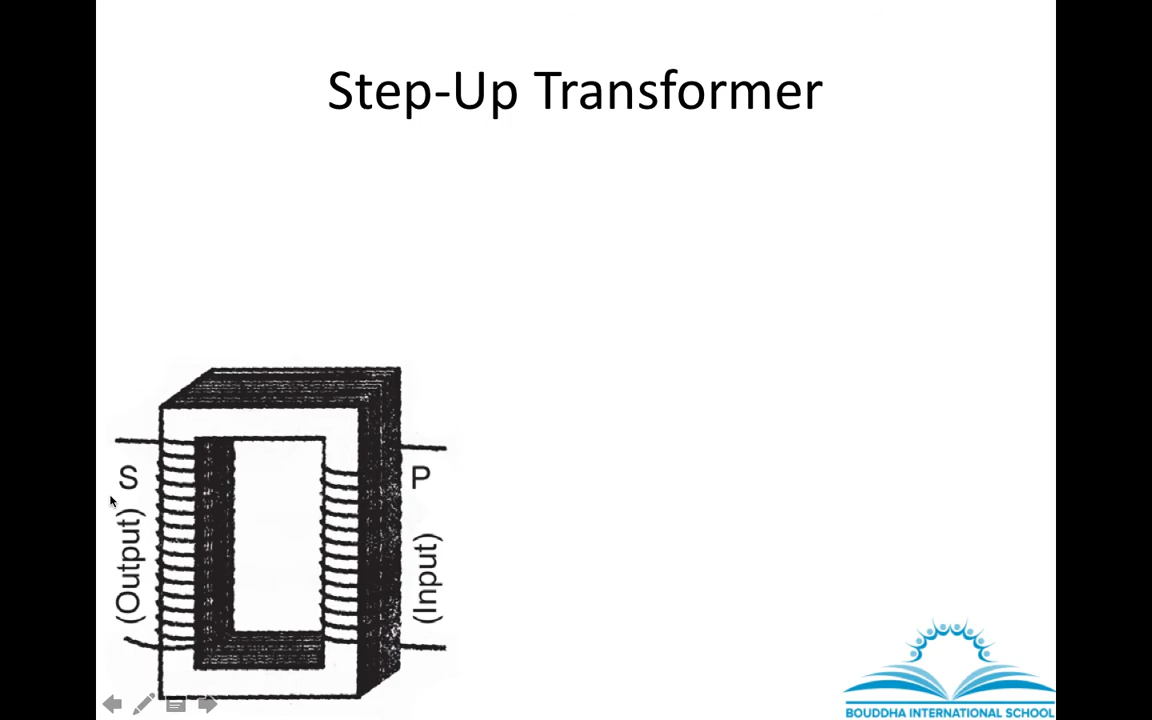 Step-Up Transformer
S
(Output)
P
(Input)
BOUDDHA INTERNATIONAL SCHOOL